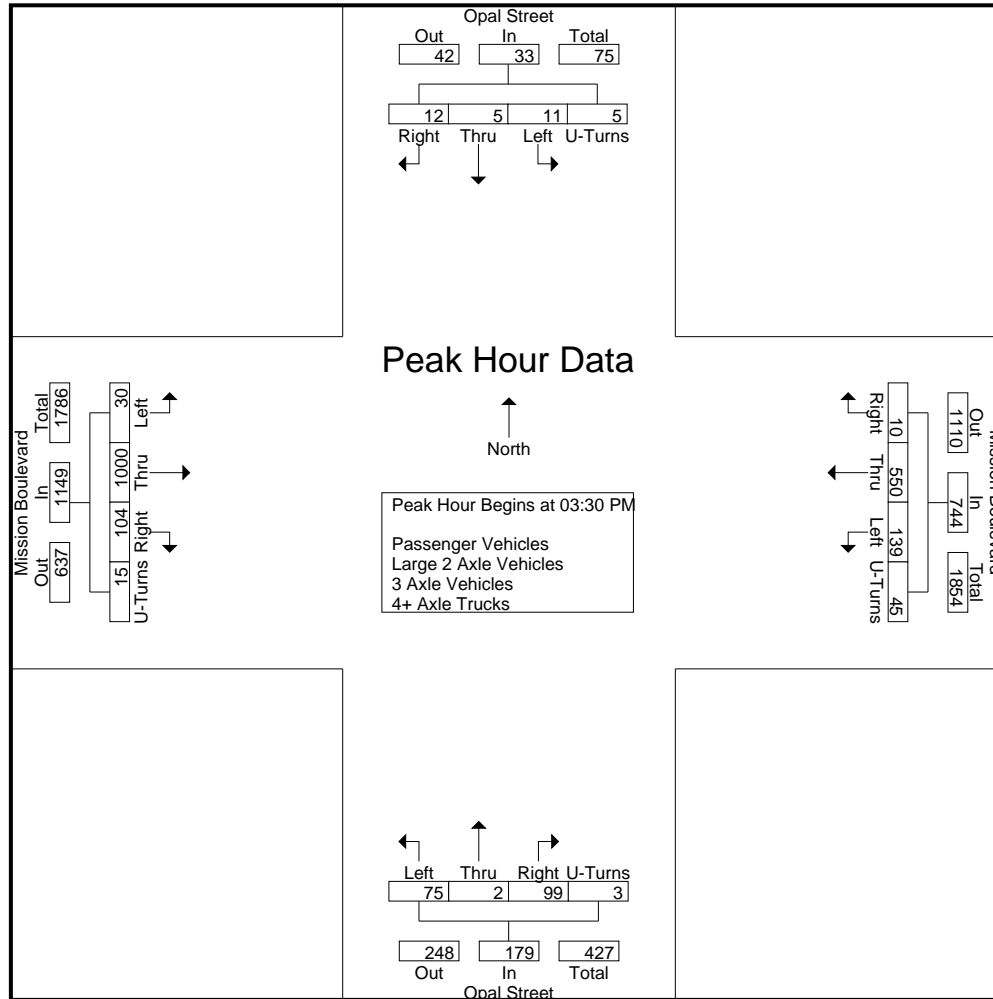 Opal Street
Out In Total
42 33 75
12 5 11 5
Right Thru Left U-Turns
Peak Hour Data
North
Peak Hour Begins at 03:30 PM
Passenger Vehicles
Large 2 Axle Vehicles
3 Axle Vehicles
4+ Axle Trucks
Mission Boulevard
Out In Total
637 1149 1786
15 104 1000 30
U-Turns Right Thru Left
Mission Boulevard
Out In Total
1110 744 1854
10 550 139 45
Right Thru Left U-Turns
Left Thru Right U-Turns
75 2 99 3
248 179 427
Out In Total
Opal Street